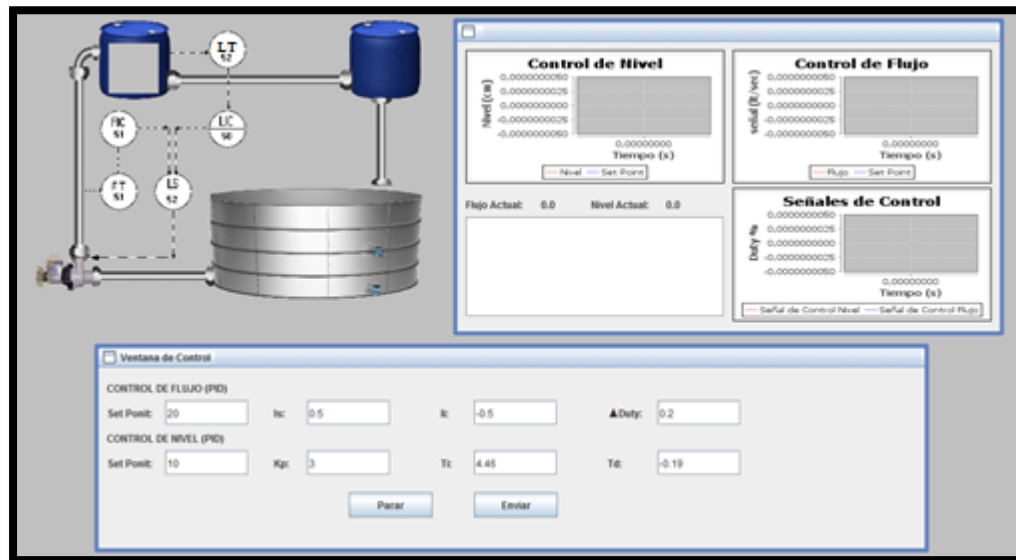 LT
52
FIC
51
LIC
50
FT
51
LS
52
Control de Nivel
Nivel (cm)
0,0000000050
0,0000000025
0,0000000000
-0,0000000025
-0,0000000050
0,00000000
Tiempo (s)
Nivel Set Point
Control de Flujo
señal (lt/sec)
0,0000000050
0,0000000025
0,0000000000
-0,0000000025
-0,0000000050
0,00000000
Tiempo (s)
Flujo Set Point
Flujo Actual: 0.0 Nivel Actual: 0.0
Señales de Control
Duty %
0,0000000050
0,0000000025
0,0000000000
-0,0000000025
-0,0000000050
0,00000000
Tiempo (s)
Señal de Control Nivel Señal de Control Flujo
Ventana de Control
CONTROL DE FLUJO (PID)
Set Ponit: 20 ls: 0.5 li: -0.5 ▲Duty: 0.2
CONTROL DE NIVEL (PID)
Set Ponit: 10 Kp: 3 Ti: 4.46 Td: -0.19
Parar Enviar